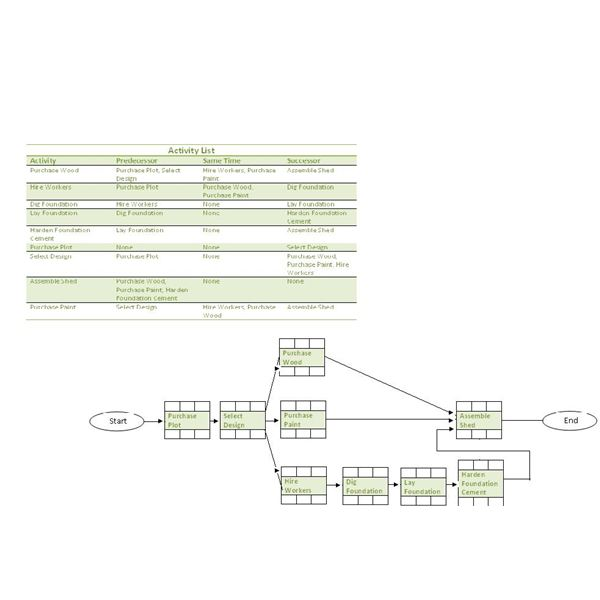 Activity List
Activity Predecessor Same Time Successor
Purchase Wood Purchase Plot, Select Hire Workers, Purchase Assemble Shed
Design Paint
Hire Workers Purchase Plot Purchase Wood, Dig Foundation
Purchase Paint
Dig Foundation Hire Workers None Lay Foundation
Lay Foundation Dig Foundation None Harden Foundation
Cement
Harden Foundation Lay Foundation None Assemble Shed
Cement
Purchase Plot None None Select Design
Select Design Purchase Plot None Purchase Wood,
Purchase Paint, Hire
Workers
Assemble Shed Purchase Wood, None None
Purchase Paint, Harden
Foundation Cement
Purchase Paint Select Design Hire Workers, Purchase Assemble Shed
Wood
Purchase
Wood
Start
Purchase
Plot
Select
Design
Purchase
Paint
Assemble
Shed
End
Hire
Workers
Dig
Foundation
Lay
Foundation
Harden
Foundation
Cement